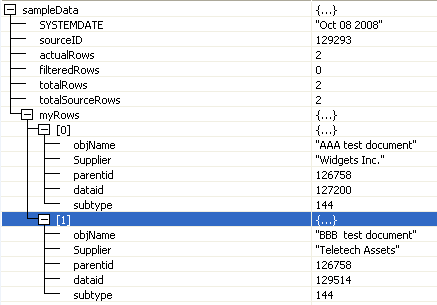 sampleData {...}
SYSTEMDATE "Oct 08 2008"
sourceID 129293
actualRows 2
filteredRows 0
totalRows 2
totalSourceRows 2
myRows {...}
[0] {...}
objName "AAA test document"
Supplier "Widgets Inc."
parentid 126758
dataid 127200
subtype 144
[1] {...}
objName "BBB  test document"
Supplier "Teletech Assets"
parentid 126758
dataid 129514
subtype 144